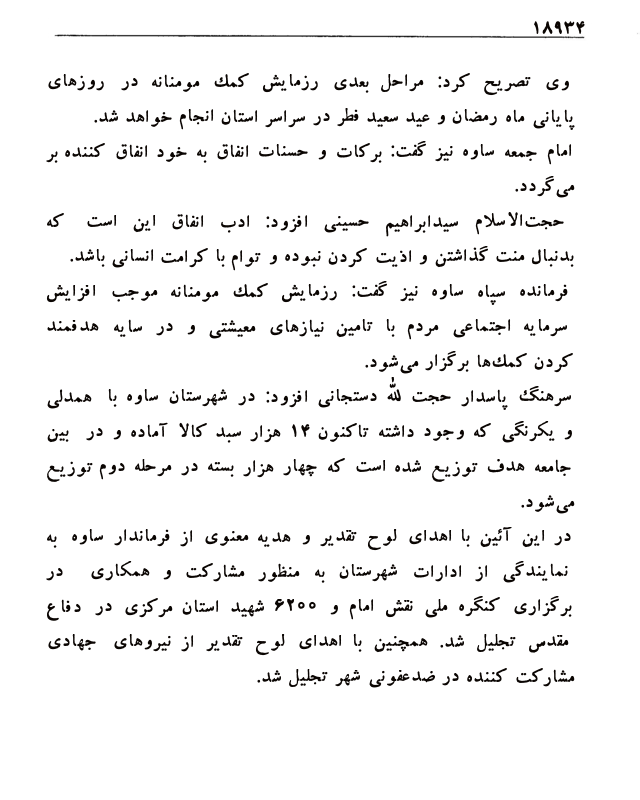 ۱۸۹۳۴
وی تصریح کرد: مراحل بعدی رزمایش کمك مومنانه در روزهای
پایانی ماه رمضان و عید سعید فطر در سراسر استان انجام خواهد شد.
امام جمعه ساوه نیز گفت: برکات و حسنات انفاق به خود انفاق کننده بر
می‌گردد.
حجت‌الاسلام سیدابراهیم حسینی افزود: ادب انفاق این است که
بدنبال منت گذاشتن و اذیت کردن نبوده و توام با کرامت انسانی باشد.
فرمانده سپاه ساوه نیز گفت: رزمایش کمك مومنانه موجب افزایش
سرمایه اجتماعی مردم با تامین نیازهای معیشتی و در سایه هدفمند
کردن کمك‌ها برگزار می‌شود.
سرهنگ پاسدار حجت لله دستجانی افزود: در شهرستان ساوه با همدلی
و یکرنگی که وجود داشته تاکنون ۱۴ هزار سبد کالا آماده و در بین
جامعه هدف توزیع شده است که چهار هزار بسته در مرحله دوم توزیع
می‌شود.
در این آئین با اهدای لوح تقدیر و هدیه معنوی از فرماندار ساوه به
نمایندگی از ادارات شهرستان به منظور مشارکت و همکاری در
برگزاری کنگره ملی نقش امام و ۶۲۰۰ شهید استان مرکزی در دفاع
مقدس تجلیل شد. همچنین با اهدای لوح تقدیر از نیروهای جهادی
مشارکت کننده در ضدعفونی شهر تجلیل شد.